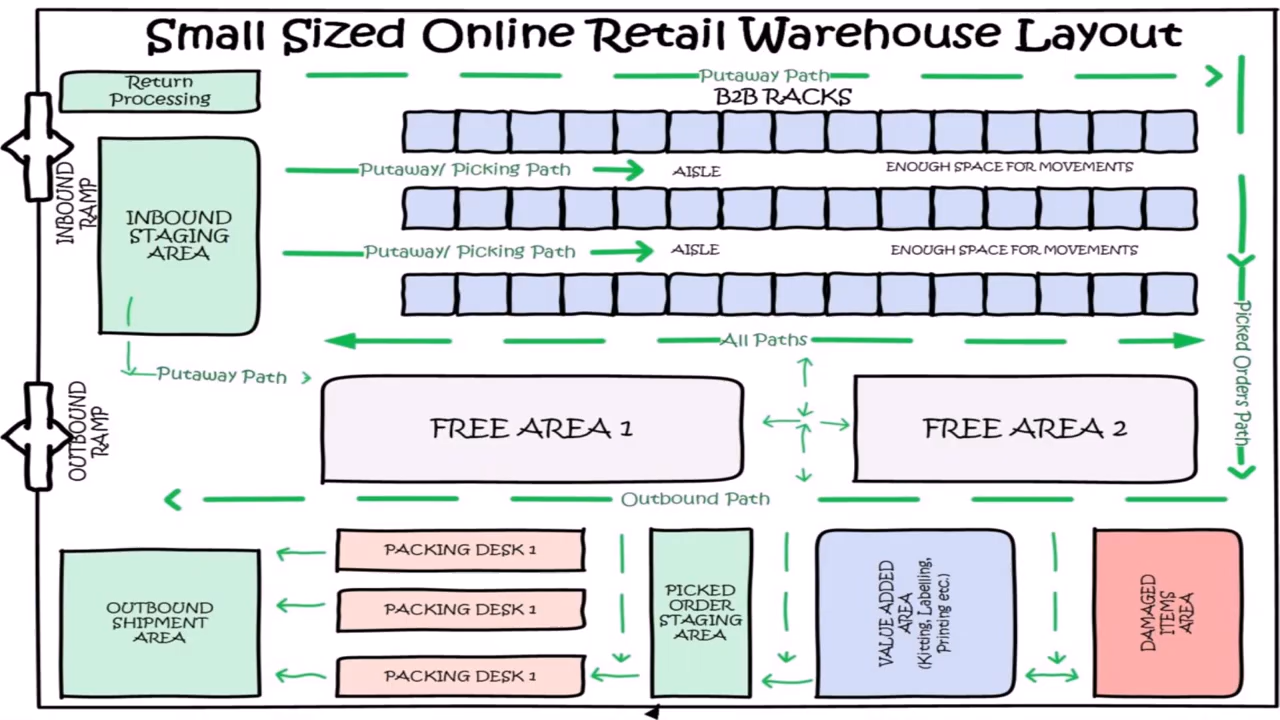 Small Sized Online Retail Warehouse Layout
Return
Processing
Putaway Path
B2B RACKS
Putaway/ Picking Path
AISLE
ENOUGH SPACE FOR MOVEMENTS
INBOUND
RAMP
INBOUND
STAGING
AREA
Putaway/ Picking Path
AISLE
ENOUGH SPACE FOR MOVEMENTS
Picked Orders Path
All Paths
Putaway Path
OUTBOUND
RAMP
FREE AREA 1
FREE AREA 2
Outbound Path
OUTBOUND
SHIPMENT
AREA
PACKING DESK 1
PACKING DESK 1
PACKING DESK 1
PICKED
ORDER
STAGING
AREA
VALUE ADDED
AREA
(Kitting, Labelling,
Printing etc.)
DAMAGED
ITEMS
AREA